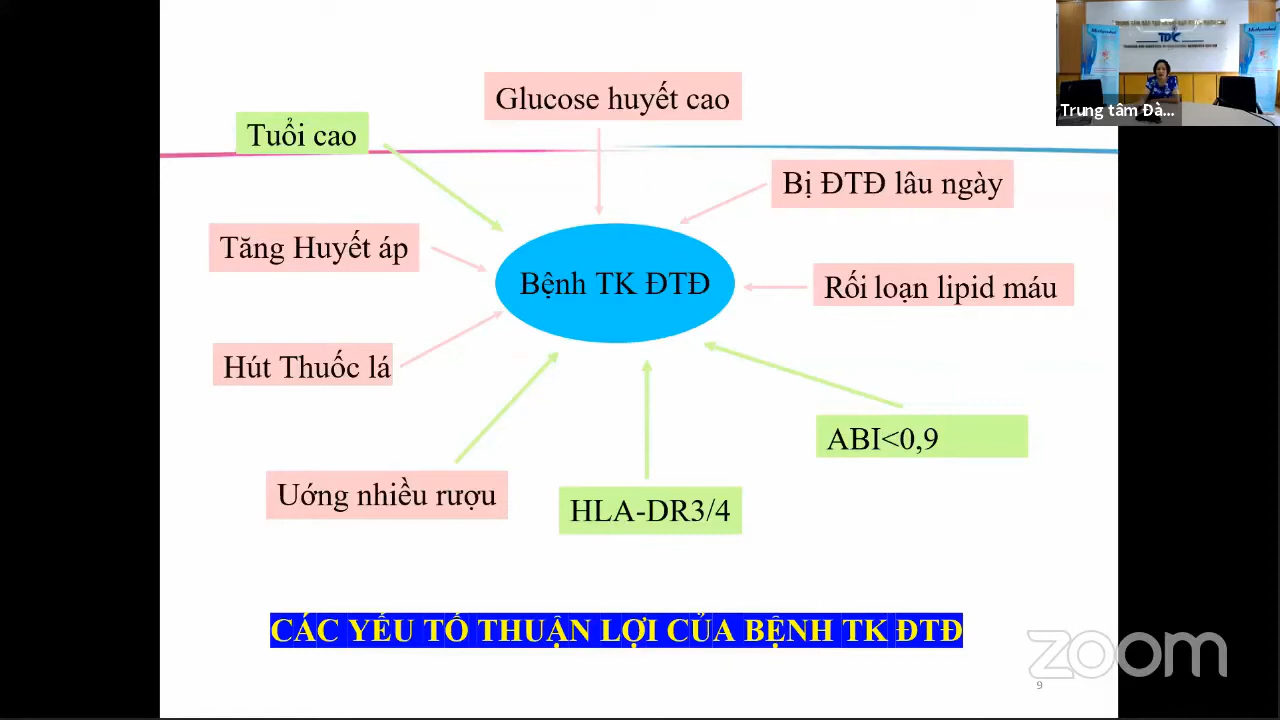 Glucose huyết cao
Tuổi cao
Bị ĐTĐ lâu ngày
Tăng Huyết áp
Bệnh TK ĐTĐ
Rối loạn lipid máu
Hút Thuốc lá
ABI<0,9
Uớng nhiều rượu
HLA-DR3/4
CÁC YẾU TỐ THUẬN LỢI CỦA BỆNH TK ĐTĐ
9
zoom
TDC
Trung tâm Đà...